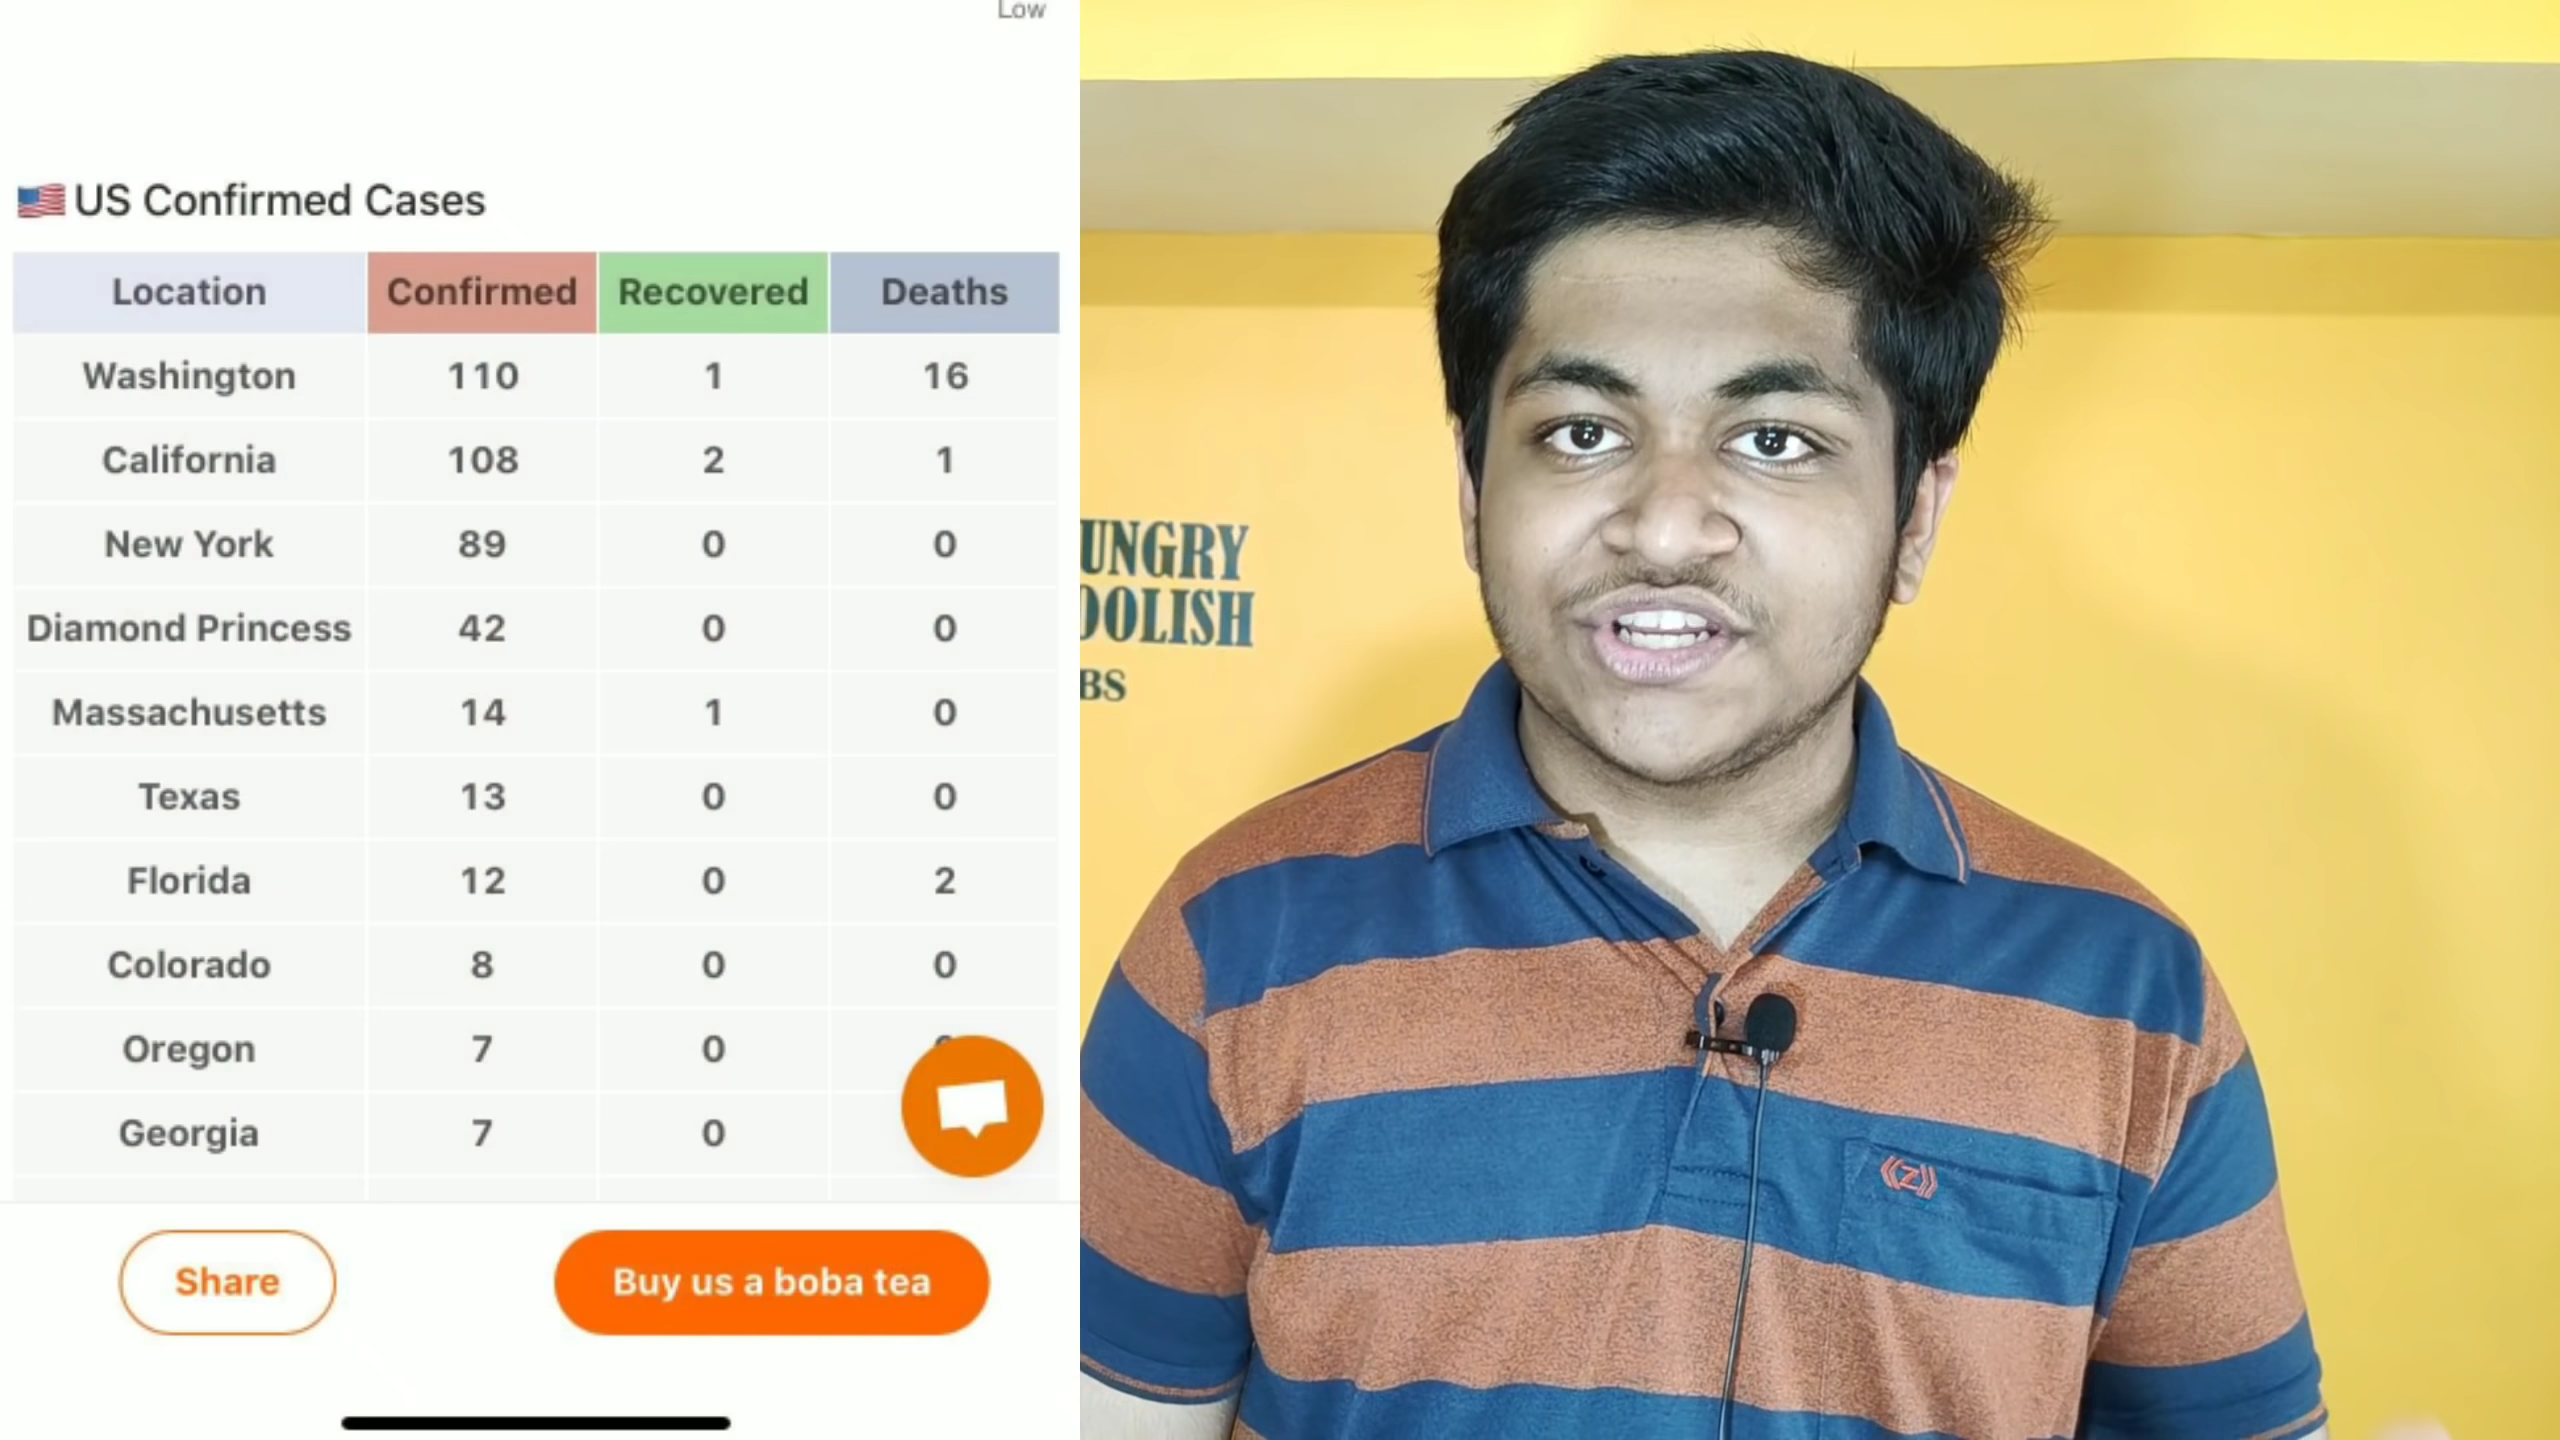 Low
🇺🇸 US Confirmed Cases
Location Confirmed Recovered Deaths
Washington 110 1 16
California 108 2 1
New York 89 0 0
Diamond Princess 42 0 0
Massachusetts 14 1 0
Texas 13 0 0
Florida 12 0 2
Colorado 8 0 0
Oregon 7 0
Georgia 7 0
Share Buy us a boba tea
UNGRY
OOLISH
BS
Z